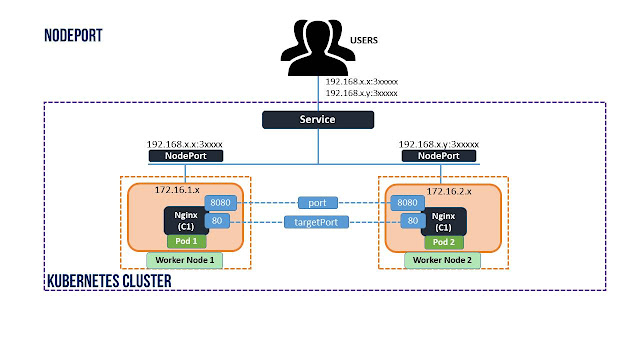 NODEPORT
USERS
192.168.x.x:3xxxxx
192.168.x.y:3xxxxx
Service
192.168.x.x:3xxxx
192.168.x.y:3xxxx
NodePort
NodePort
172.16.1.x
172.16.2.x
8080
port
8080
Nginx
(C1)
80
targetPort
80
Nginx
(C1)
Pod 1
Pod 2
Worker Node 1
Worker Node 2
KUBERNETES CLUSTER